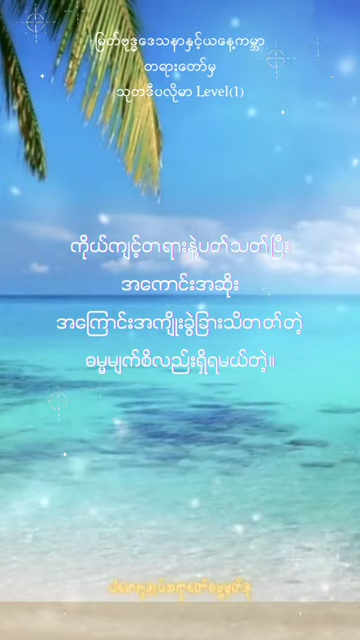 မြတ်ဗုဒ္ဓဒေသနာနှင့်ယနေ့ကမ္ဘာ
တရားတော်မှ
သုတဒီပလိုမာ Level(1)
ကိုယ်ကျင့်တရားနဲ့ပတ်သတ်ပြီး
အကောင်းအဆိုး
အကြောင်းအကျိုးခွဲခြားသိတတ်တဲ့
ဓမ္မမျက်စိလည်းရှိရမယ်တဲ့။